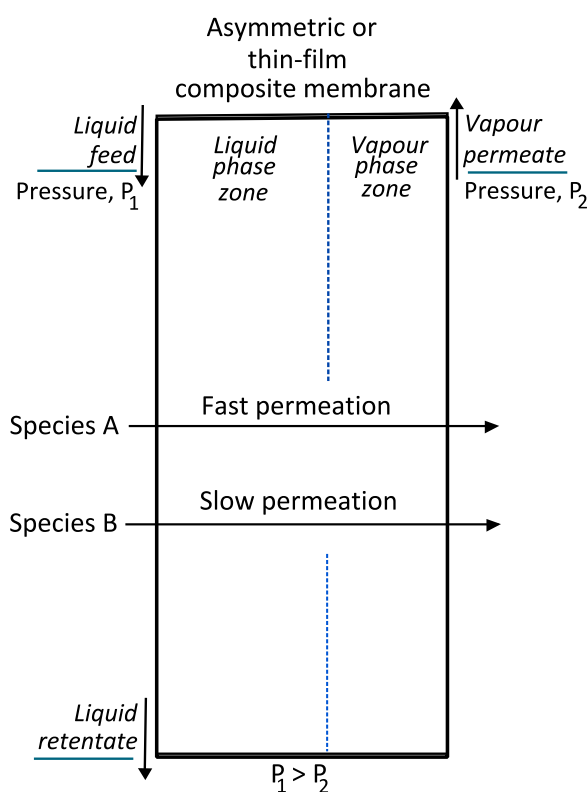 Asymmetric or
thin-film
composite membrane
Liquid
feed
Pressure, P1
Liquid
phase
zone
Vapour
phase
zone
Vapour
permeate
Pressure, P2
Species A
Fast permeation
Species B
Slow permeation
Liquid
retentate
P1 > P2